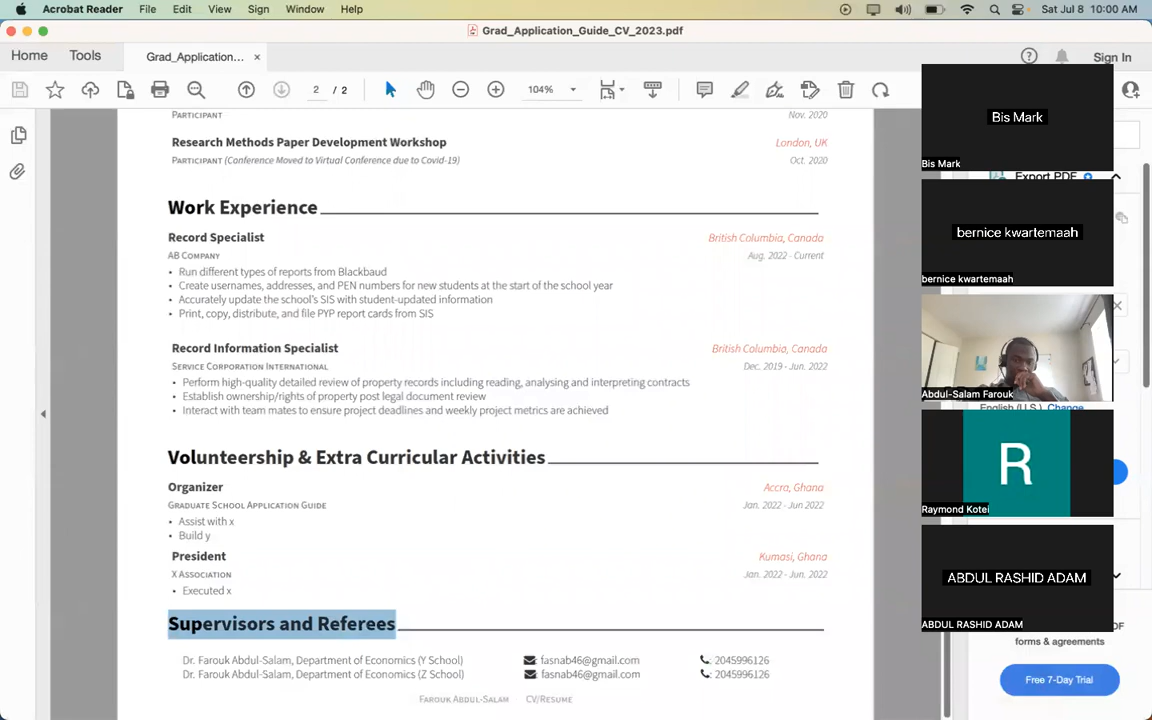 Acrobat Reader File Edit View Sign Window Help Sat Jul 8 10:00 AM
Grad_Application_Guide_CV_2023.pdf
Home Tools Grad_Application... × Sign In
2 / 2 104%
PARTICIPANT Nov. 2020
Research Methods Paper Development Workshop London, UK
PARTICIPANT (Conference Moved to Virtual Conference due to Covid-19) Oct. 2020
Work Experience
Record Specialist British Columbia, Canada
AB COMPANY Aug. 2022 - Current
• Run different types of reports from Blackbaud
• Create usernames, addresses, and PEN numbers for new students at the start of the school year
• Accurately update the school's SIS with student-updated information
• Print, copy, distribute, and file PYP report cards from SIS
Record Information Specialist British Columbia, Canada
SERVICE CORPORATION INTERNATIONAL Dec. 2019 - Jun. 2022
• Perform high-quality detailed review of property records including reading, analysing and interpreting contracts
• Establish ownership/rights of property post legal document review
• Interact with team mates to ensure project deadlines and weekly project metrics are achieved
Volunteership & Extra Curricular Activities
Organizer Accra, Ghana
GRADUATE SCHOOL APPLICATION GUIDE Jan. 2022 - Jun 2022
• Assist with x
• Build y
President Kumasi, Ghana
X ASSOCIATION Jan. 2022 - Jun. 2022
• Executed x
Supervisors and Referees
Dr. Farouk Abdul-Salam, Department of Economics (Y School) : fasnab46@gmail.com : 2045996126
Dr. Farouk Abdul-Salam, Department of Economics (Z School) : fasnab46@gmail.com : 2045996126
FAROUK ABDUL-SALAM CV/RESUME
Bis Mark
Bis Mark
Export PDF
bernice kwartemaah
bernice kwartemaah
Abdul-Salam Farouk
English (U.S.) Change
R
Raymond Kotei
ABDUL RASHID ADAM
ABDUL RASHID ADAM
forms & agreements
Free 7-Day Trial